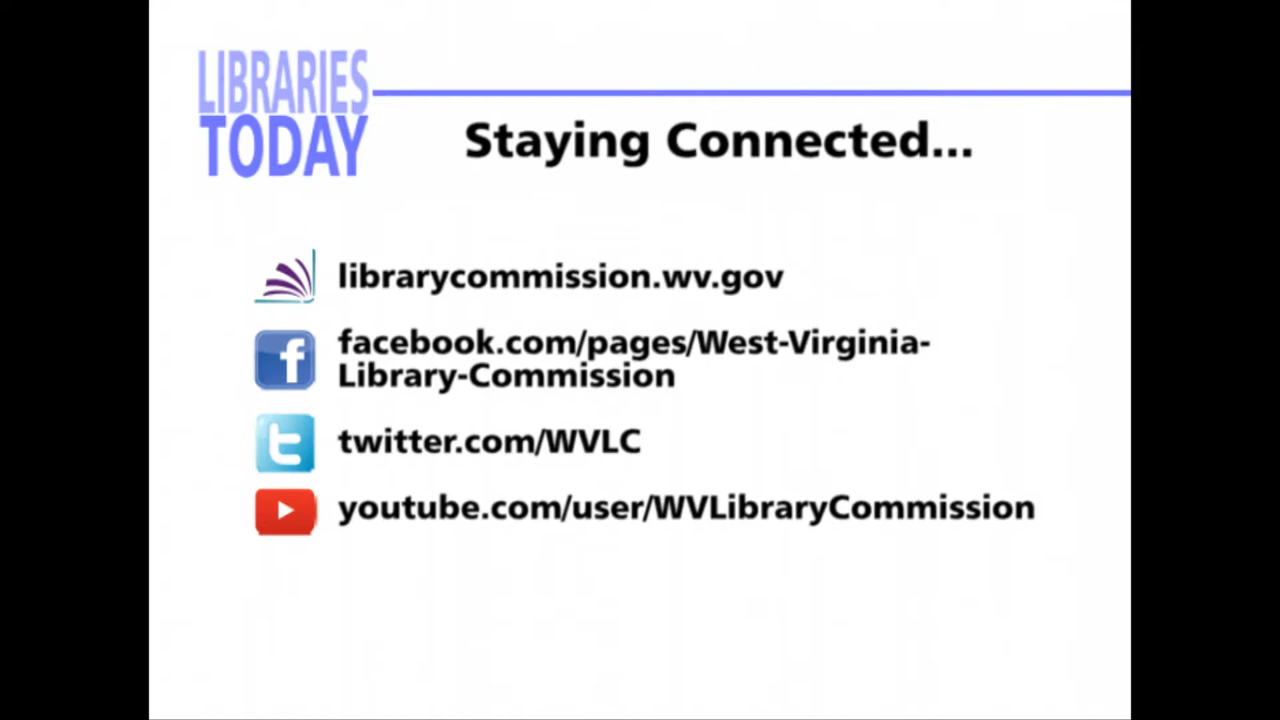 LIBRARIES
TODAY
Staying Connected...
librarycommission.wv.gov
facebook.com/pages/West-Virginia-
Library-Commission
twitter.com/WVLC
youtube.com/user/WVLibraryCommission